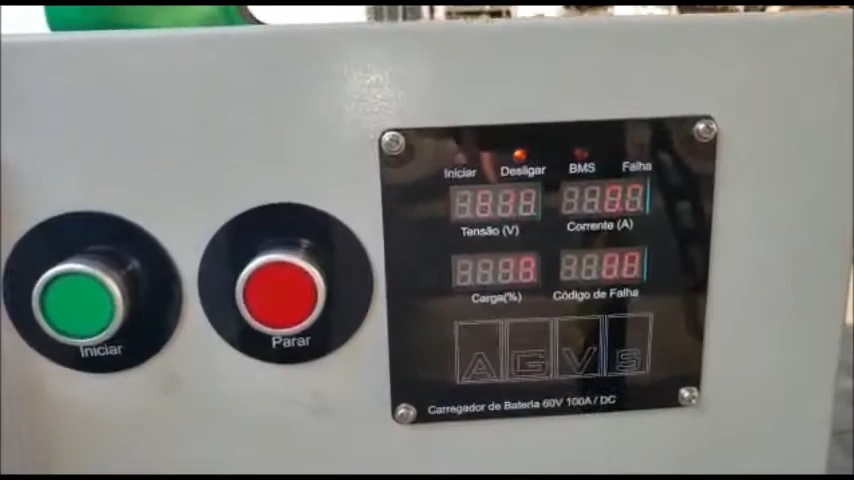 Iniciar Desligar BMS Falha
Tensão (V) Corrente (A)
Carga(%) Código de Falha
Iniciar
Parar
AGVS
Carregador de Bateria 60V 100A / DC